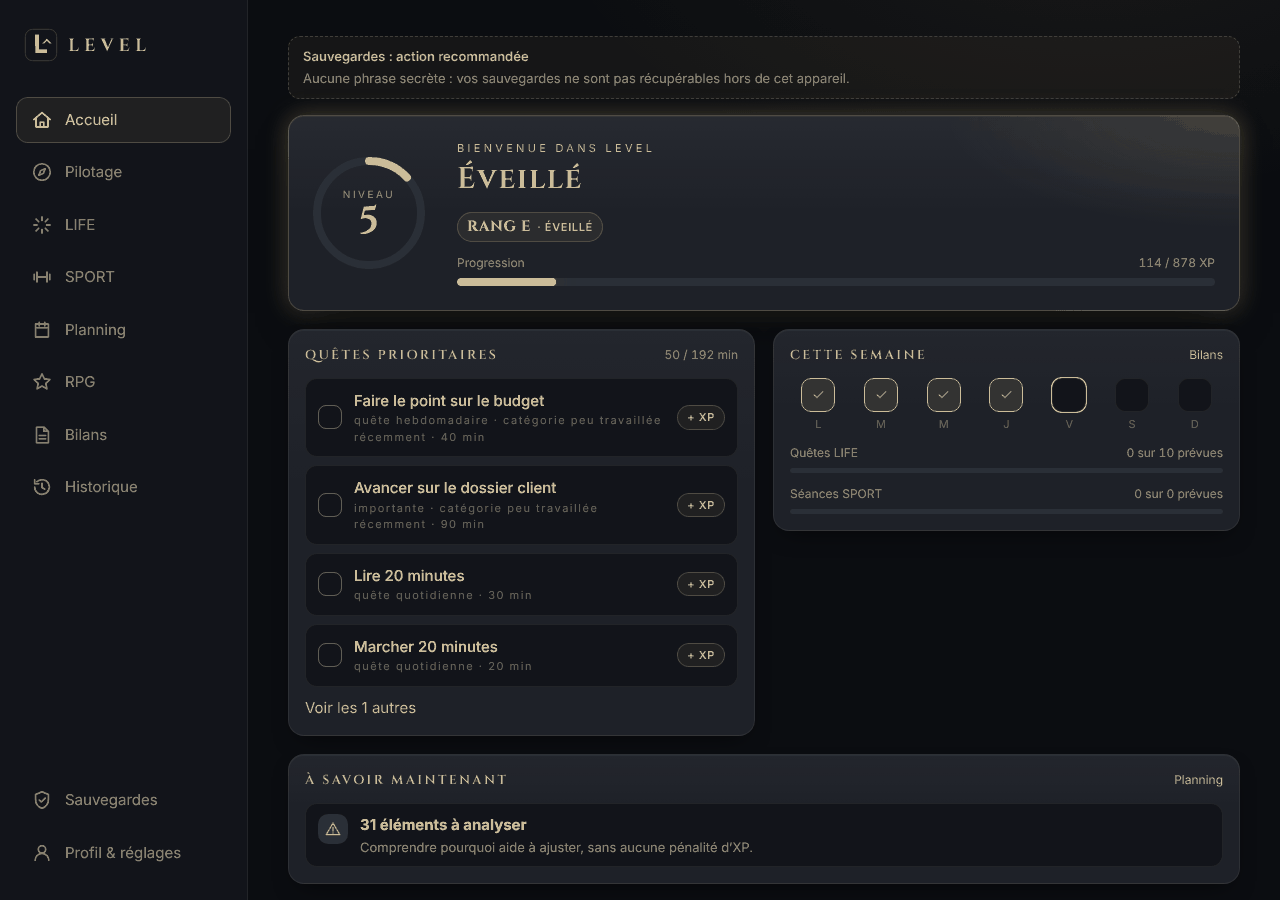 LEVEL
Accueil
Pilotage
LIFE
SPORT
Planning
RPG
Bilans
Historique
Sauvegardes
Profil & réglages
Sauvegardes : action recommandée
Aucune phrase secrète : vos sauvegardes ne sont pas récupérables hors de cet appareil.
NIVEAU
5
BIENVENUE DANS LEVEL
ÉVEILLÉ
RANG E · ÉVEILLÉ
Progression 114 / 878 XP
QUÊTES PRIORITAIRES 50 / 192 min
Faire le point sur le budget
quête hebdomadaire · catégorie peu travaillée
récemment · 40 min
+ XP
Avancer sur le dossier client
importante · catégorie peu travaillée
récemment · 90 min
+ XP
Lire 20 minutes
quête quotidienne · 30 min
+ XP
Marcher 20 minutes
quête quotidienne · 20 min
+ XP
Voir les 1 autres
CETTE SEMAINE Bilans
L M M J V S D
Quêtes LIFE 0 sur 10 prévues
Séances SPORT 0 sur 0 prévues
À SAVOIR MAINTENANT Planning
31 éléments à analyser
Comprendre pourquoi aide à ajuster, sans aucune pénalité d'XP.